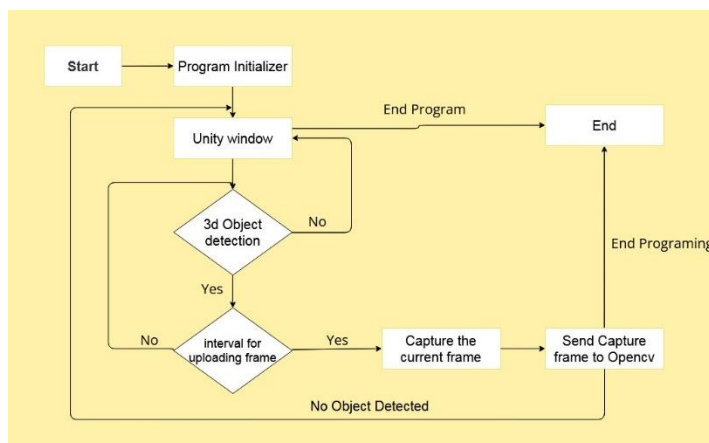 Start
Program Initializer
End Program
Unity window
End
3d Object
detection
No
End Programing
Yes
No
interval for
uploading frame
Yes
Capture the
current frame
Send Capture
frame to Opencv
No Object Detected